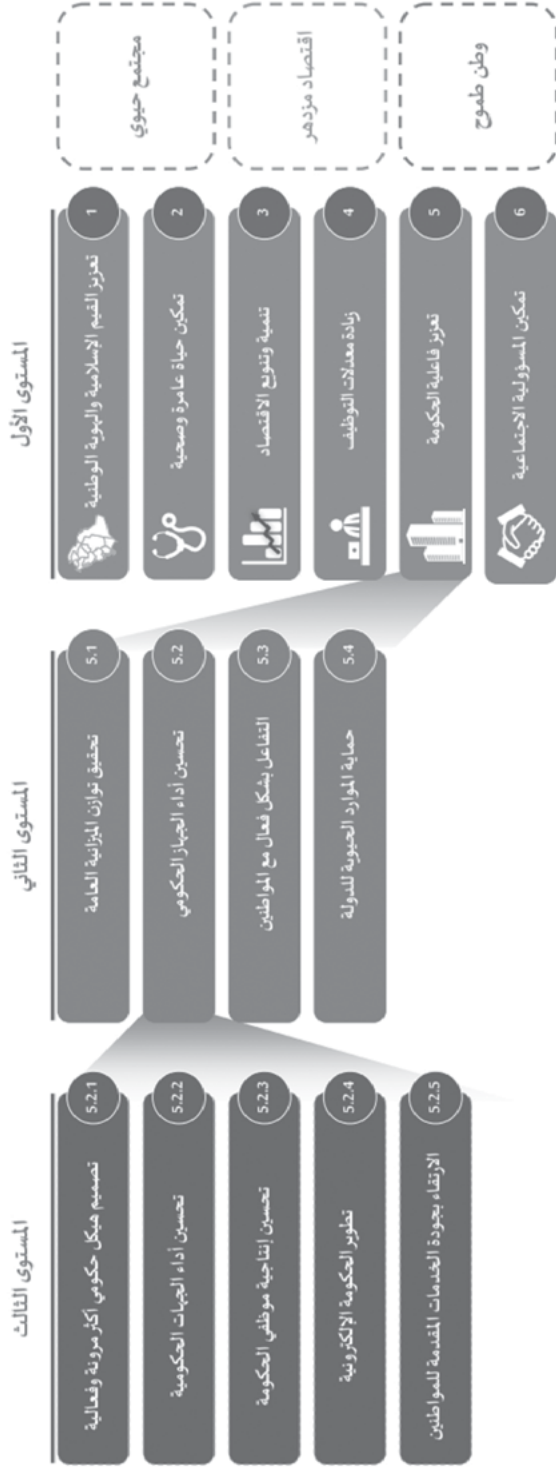 مجتمع حيوي
اقتصاد مزدهر
وطن طموح
المستوى الأول
1 تعزيز القيم الإسلامية والهوية الوطنية
2 تمكين حياة عامرة وصحية
3 تنمية وتنويع الاقتصاد
4 زيادة معدلات التوظيف
5 تعزيز فاعلية الحكومة
6 تمكين المسؤولية الاجتماعية
المستوى الثاني
5.1 تحقيق توازن الميزانية العامة
5.2 تحسين أداء الجهاز الحكومي
5.3 التفاعل بشكل فعال مع المواطنين
5.4 حماية الموارد الحيوية للدولة
المستوى الثالث
5.2.1 تصميم هيكل حكومي أكثر مرونة وفعالية
5.2.2 تحسين أداء الجهات الحكومية
5.2.3 تحسين إنتاجية موظفي الحكومة
5.2.4 تطوير الحكومة الإلكترونية
5.2.5 الارتقاء بجودة الخدمات المقدمة للمواطنين